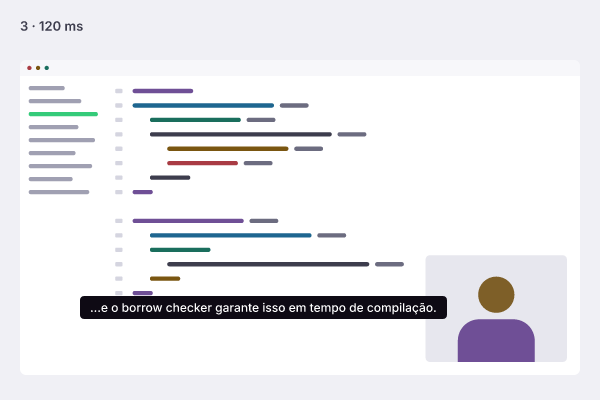 3 · 120 ms
...e o borrow checker garante isso em tempo de compilação.